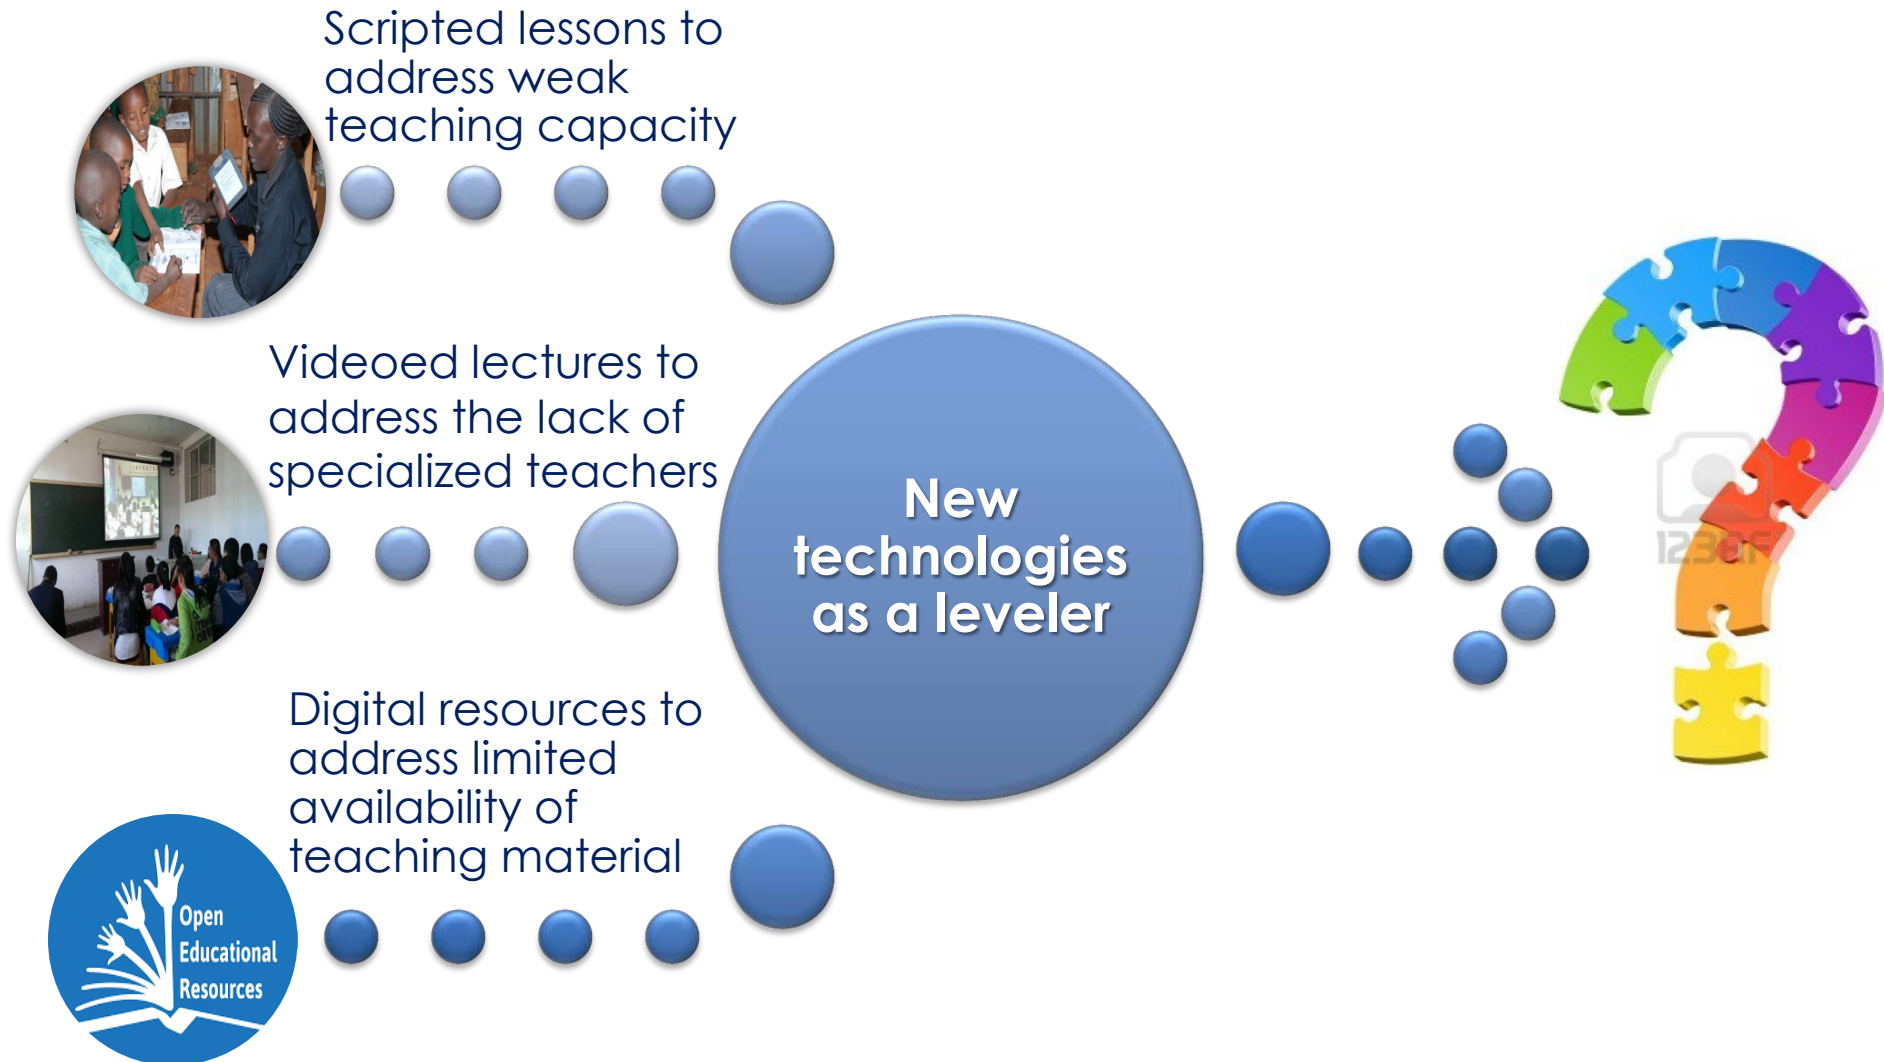 Scripted lessons to
address weak
teaching capacity
Videoed lectures to
address the lack of
specialized teachers
New
technologies
as a leveler
Digital resources to
address limited
availability of
teaching material
Open
Educational
Resources
123RF